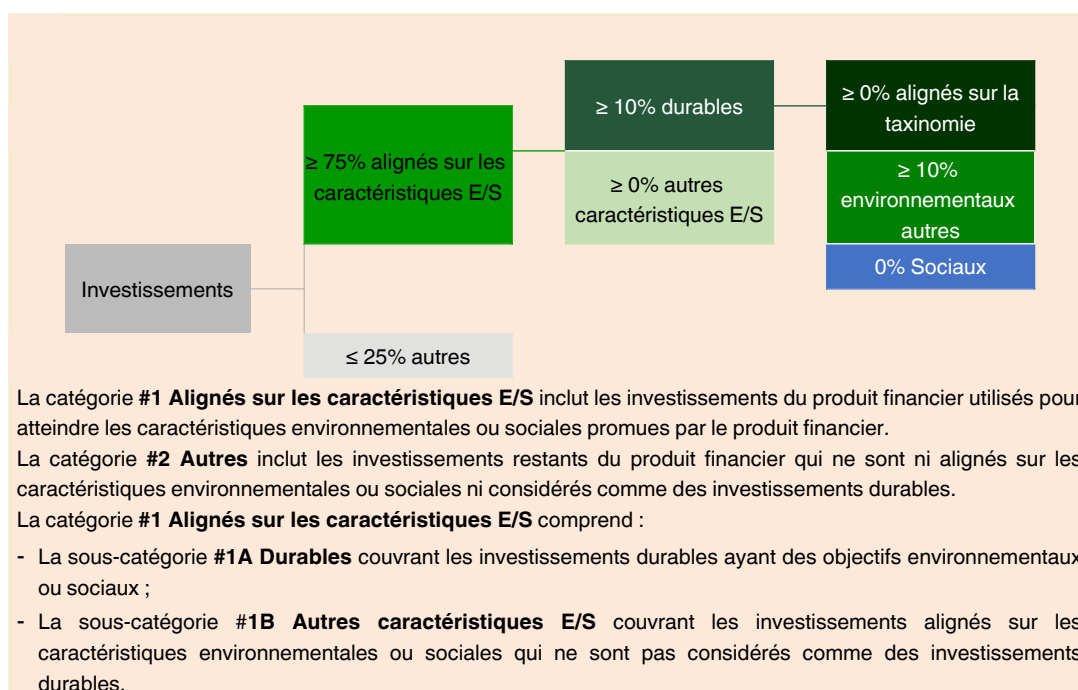 ≥ 10% durables
≥ 0% alignés sur la
taxinomie
≥ 75% alignés sur les
caractéristiques E/S
≥ 0% autres
caractéristiques E/S
≥ 10%
environnementaux
autres
0% Sociaux
Investissements
≤ 25% autres
La catégorie #1 Alignés sur les caractéristiques E/S inclut les investissements du produit financier utilisés pour
atteindre les caractéristiques environnementales ou sociales promues par le produit financier.
La catégorie #2 Autres inclut les investissements restants du produit financier qui ne sont ni alignés sur les
caractéristiques environnementales ou sociales ni considérés comme des investissements durables.
La catégorie #1 Alignés sur les caractéristiques E/S comprend :
- La sous-catégorie #1A Durables couvrant les investissements durables ayant des objectifs environnementaux
ou sociaux ;
- La sous-catégorie #1B Autres caractéristiques E/S couvrant les investissements alignés sur les
caractéristiques environnementales ou sociales qui ne sont pas considérés comme des investissements
durables.